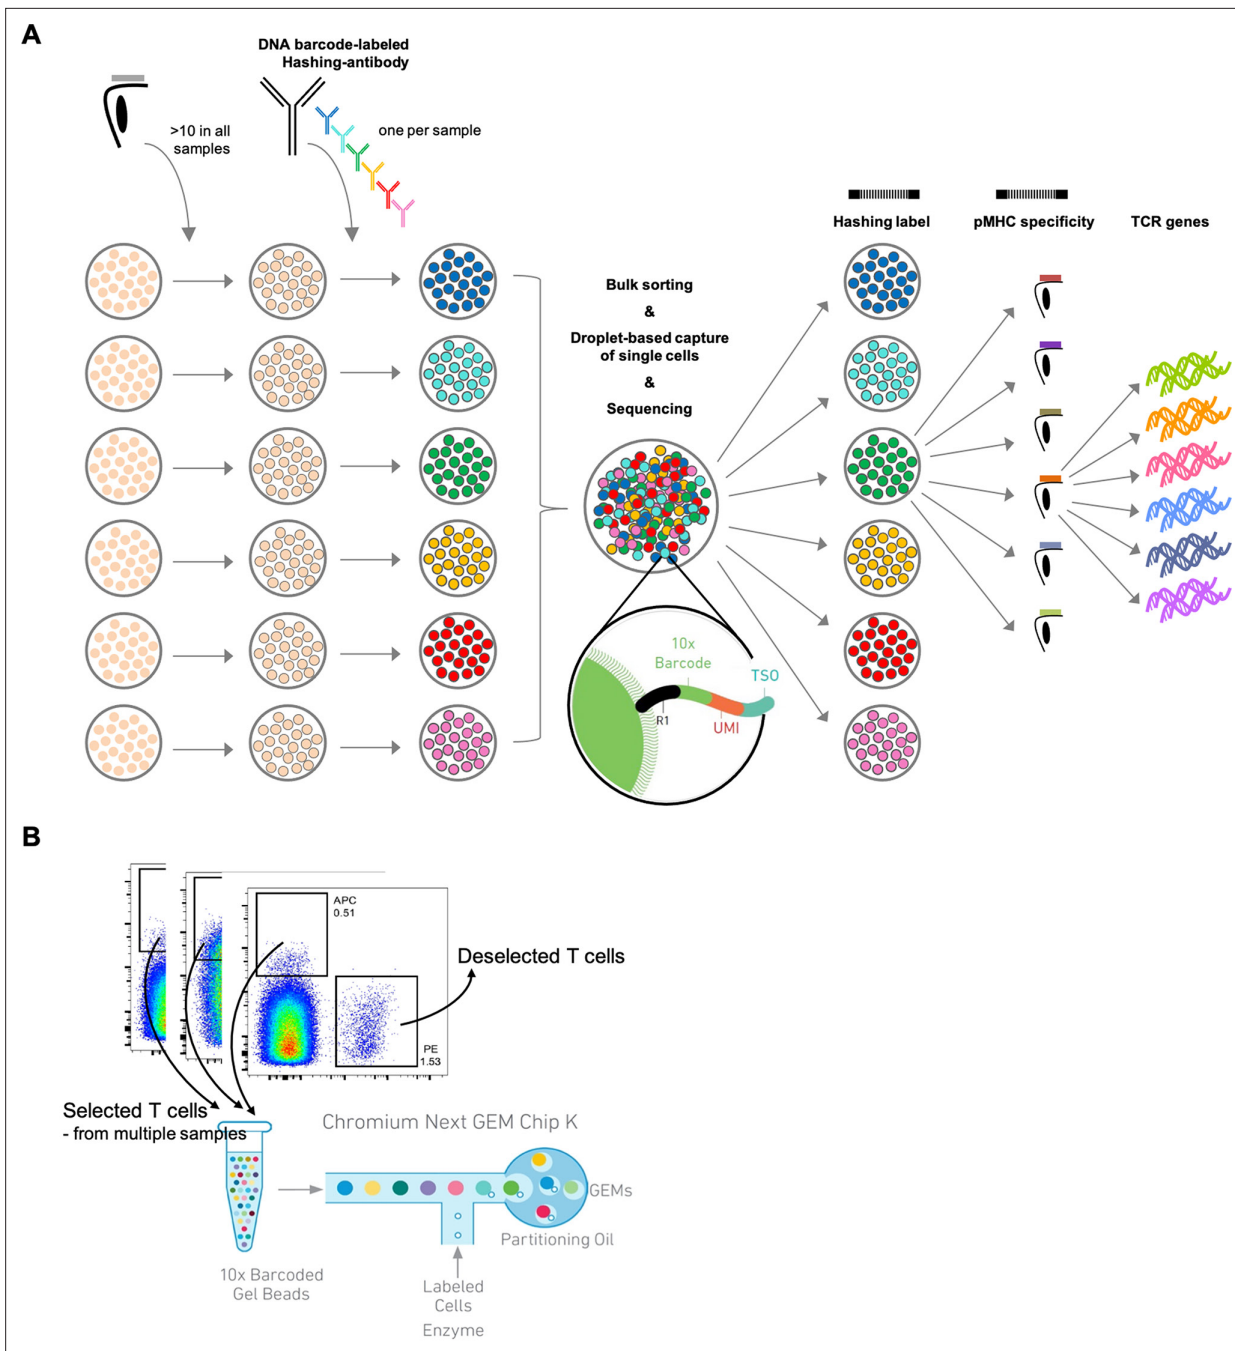 A
DNA barcode-labeled
Hashing-antibody
>10 in all
samples
one per sample
Hashing label
pMHC specificity
TCR genes
Bulk sorting
&
Droplet-based capture
of single cells
&
Sequencing
10x
Barcode
TSO
R1
UMI
B
APC
0.51
Deselected T cells
PE
1.53
Selected T cells
- from multiple samples
Chromium Next GEM Chip K
GEMs
Partitioning Oil
10x Barcoded
Gel Beads
Labeled
Cells
Enzyme